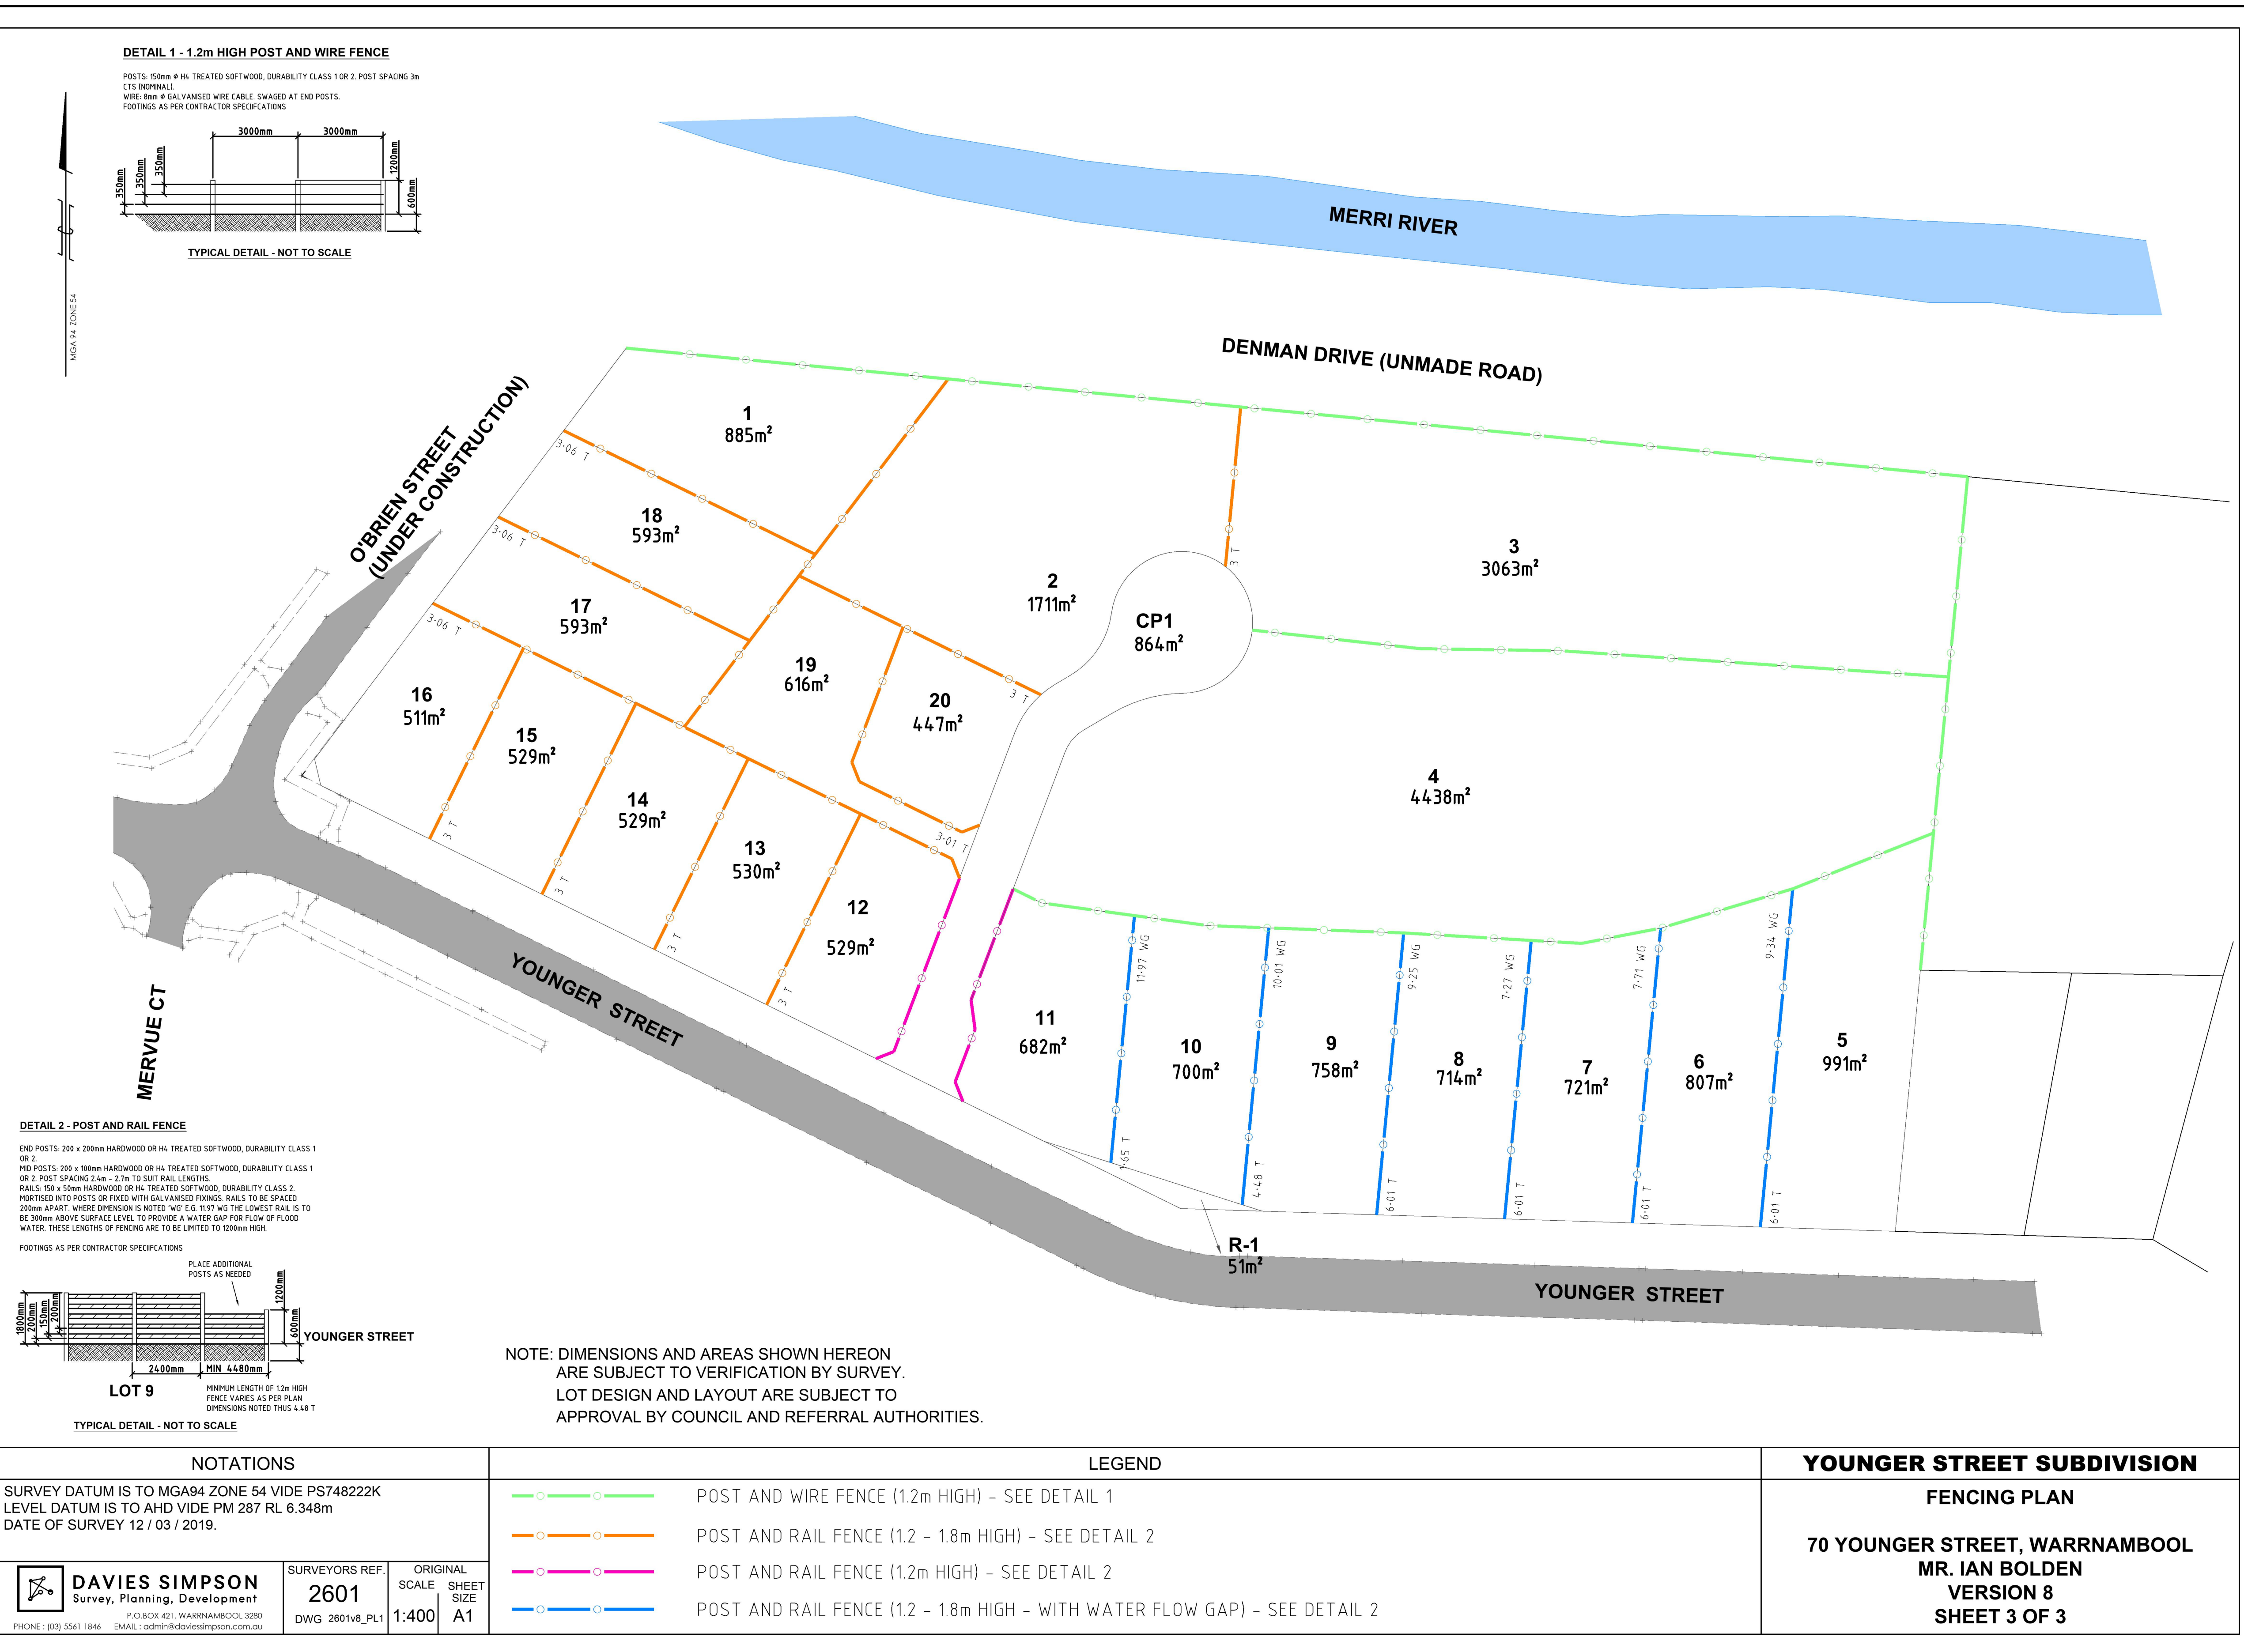 DETAIL 1 - 1.2m HIGH POST AND WIRE FENCE
POSTS: 150mm ⌀ H4 TREATED SOFTWOOD, DURABILITY CLASS 1 OR 2. POST SPACING 3m
CTS (NOMINAL).
WIRE: 8mm ⌀ GALVANISED WIRE CABLE. SWAGED AT END POSTS.
FOOTINGS AS PER CONTRACTOR SPECIIFCATIONS
3000mm
3000mm
350mm
350mm
350mm
1200mm
600mm
TYPICAL DETAIL - NOT TO SCALE
MGA 94 ZONE 54
MERRI RIVER
DENMAN DRIVE (UNMADE ROAD)
O'BRIEN STREET
(UNDER CONSTRUCTION)
1
885m²
3·06 T
18
593m²
3·06 T
17
593m²
3·06 T
2
1711m²
3 T
3
3063m²
CP1
864m²
19
616m²
20
447m²
3 T
16
511m²
15
529m²
14
529m²
13
530m²
12
529m²
3·01 T
3 T
3 T
3 T
3 T
4
4438m²
11·97 WG
10·01 WG
9·25 WG
7·27 WG
7·71 WG
9·34 WG
11
682m²
10
700m²
9
758m²
8
714m²
7
721m²
6
807m²
5
991m²
1·65 T
4·48 T
6·01 T
6·01 T
6·01 T
6·01 T
R-1
51m²
YOUNGER STREET
YOUNGER STREET
MERVUE CT
DETAIL 2 - POST AND RAIL FENCE
END POSTS: 200 x 200mm HARDWOOD OR H4 TREATED SOFTWOOD, DURABILITY CLASS 1
OR 2.
MID POSTS: 200 x 100mm HARDWOOD OR H4 TREATED SOFTWOOD, DURABILITY CLASS 1
OR 2. POST SPACING 2.4m - 2.7m TO SUIT RAIL LENGTHS.
RAILS: 150 x 50mm HARDWOOD OR H4 TREATED SOFTWOOD, DURABILITY CLASS 2.
MORTISED INTO POSTS OR FIXED WITH GALVANISED FIXINGS. RAILS TO BE SPACED
200mm APART. WHERE DIMENSION IS NOTED 'WG' E.G. 11.97 WG THE LOWEST RAIL IS TO
BE 300mm ABOVE SURFACE LEVEL TO PROVIDE A WATER GAP FOR FLOW OF FLOOD
WATER. THESE LENGTHS OF FENCING ARE TO BE LIMITED TO 1200mm HIGH.
FOOTINGS AS PER CONTRACTOR SPECIIFCATIONS
PLACE ADDITIONAL
POSTS AS NEEDED
1800mm
200mm
150mm
200mm
1200mm
600mm
YOUNGER STREET
2400mm
MIN 4480mm
LOT 9
MINIMUM LENGTH OF 1.2m HIGH
FENCE VARIES AS PER PLAN
DIMENSIONS NOTED THUS 4.48 T
TYPICAL DETAIL - NOT TO SCALE
NOTE: DIMENSIONS AND AREAS SHOWN HEREON
ARE SUBJECT TO VERIFICATION BY SURVEY.
LOT DESIGN AND LAYOUT ARE SUBJECT TO
APPROVAL BY COUNCIL AND REFERRAL AUTHORITIES.
NOTATIONS
SURVEY DATUM IS TO MGA94 ZONE 54 VIDE PS748222K
LEVEL DATUM IS TO AHD VIDE PM 287 RL 6.348m
DATE OF SURVEY 12 / 03 / 2019.
DAVIES SIMPSON
Survey, Planning, Development
P.O.BOX 421, WARRNAMBOOL 3280
PHONE : (03) 5561 1846 EMAIL : admin@daviessimpson.com.au
SURVEYORS REF.
2601
DWG 2601v8_PL1
ORIGINAL
SCALE
1:400
SHEET
SIZE
A1
LEGEND
POST AND WIRE FENCE (1.2m HIGH) - SEE DETAIL 1
POST AND RAIL FENCE (1.2 - 1.8m HIGH) - SEE DETAIL 2
POST AND RAIL FENCE (1.2m HIGH) - SEE DETAIL 2
POST AND RAIL FENCE (1.2 - 1.8m HIGH - WITH WATER FLOW GAP) - SEE DETAIL 2
YOUNGER STREET SUBDIVISION
FENCING PLAN
70 YOUNGER STREET, WARRNAMBOOL
MR. IAN BOLDEN
VERSION 8
SHEET 3 OF 3